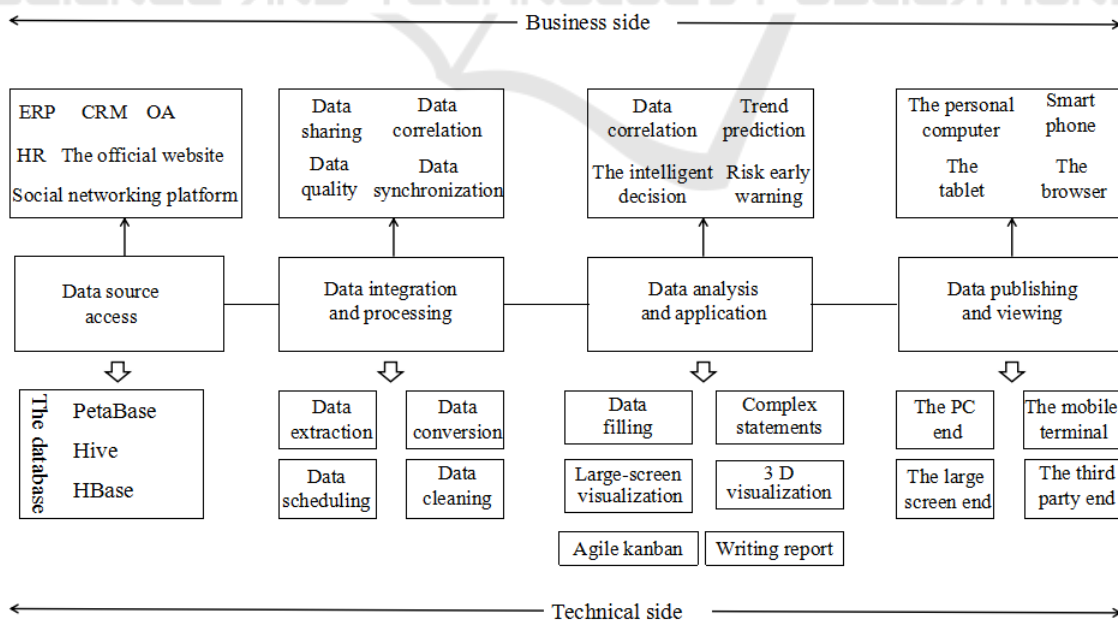 SCIENCE AND TECHNOLOGY PUBLICATIONS
Business side
ERP CRM OA
HR The official website
Social networking platform
Data
sharing
Data
correlation
Data
quality
Data
synchronization
Data
correlation
Trend
prediction
The intelligent
decision
Risk early
warning
The personal
computer
Smart
phone
The
tablet
The
browser
Data source
access
Data integration
and processing
Data analysis
and application
Data publishing
and viewing
The database
PetaBase
Hive
HBase
Data
extraction
Data
conversion
Data
scheduling
Data
cleaning
Data
filling
Complex
statements
Large-screen
visualization
3 D
visualization
Agile kanban
Writing report
The PC
end
The mobile
terminal
The large
screen end
The third
party end
Technical side